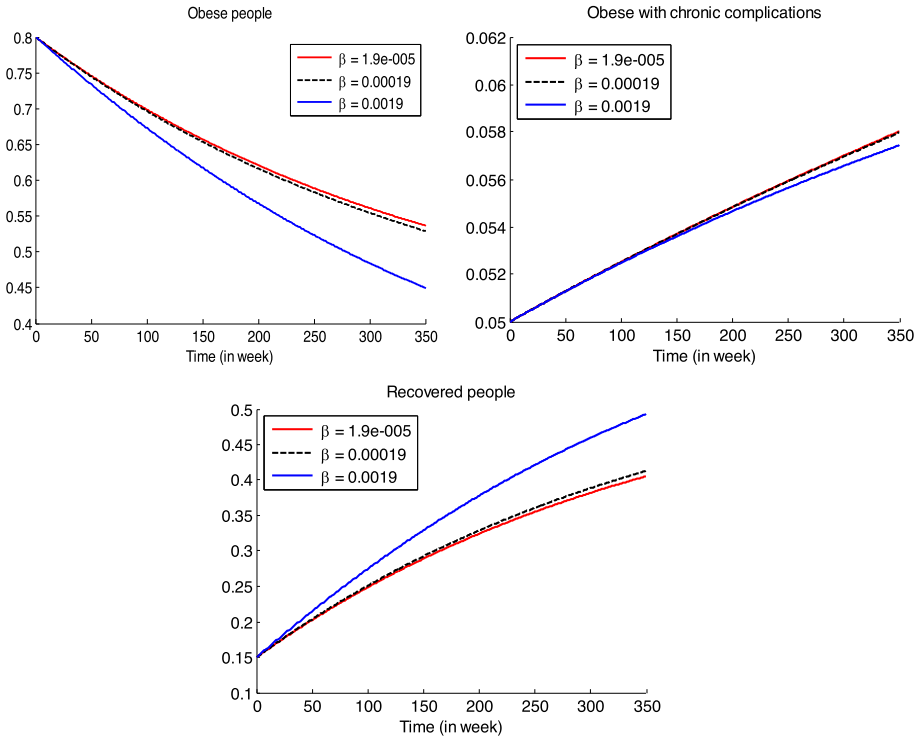 Obese people
0.8
0.75
0.7
0.65
0.6
0.55
0.5
0.45
0.4
β = 1.9e-005
β = 0.00019
β = 0.0019
0 50 100 150 200 250 300 350
Time (in week)
Obese with chronic complications
0.062
0.06
0.058
0.056
0.054
0.052
0.05
β = 1.9e-005
β = 0.00019
β = 0.0019
0 50 100 150 200 250 300 350
Time (in week)
Recovered people
0.5
0.45
0.4
0.35
0.3
0.25
0.2
0.15
0.1
β = 1.9e-005
β = 0.00019
β = 0.0019
0 50 100 150 200 250 300 350
Time (in week)